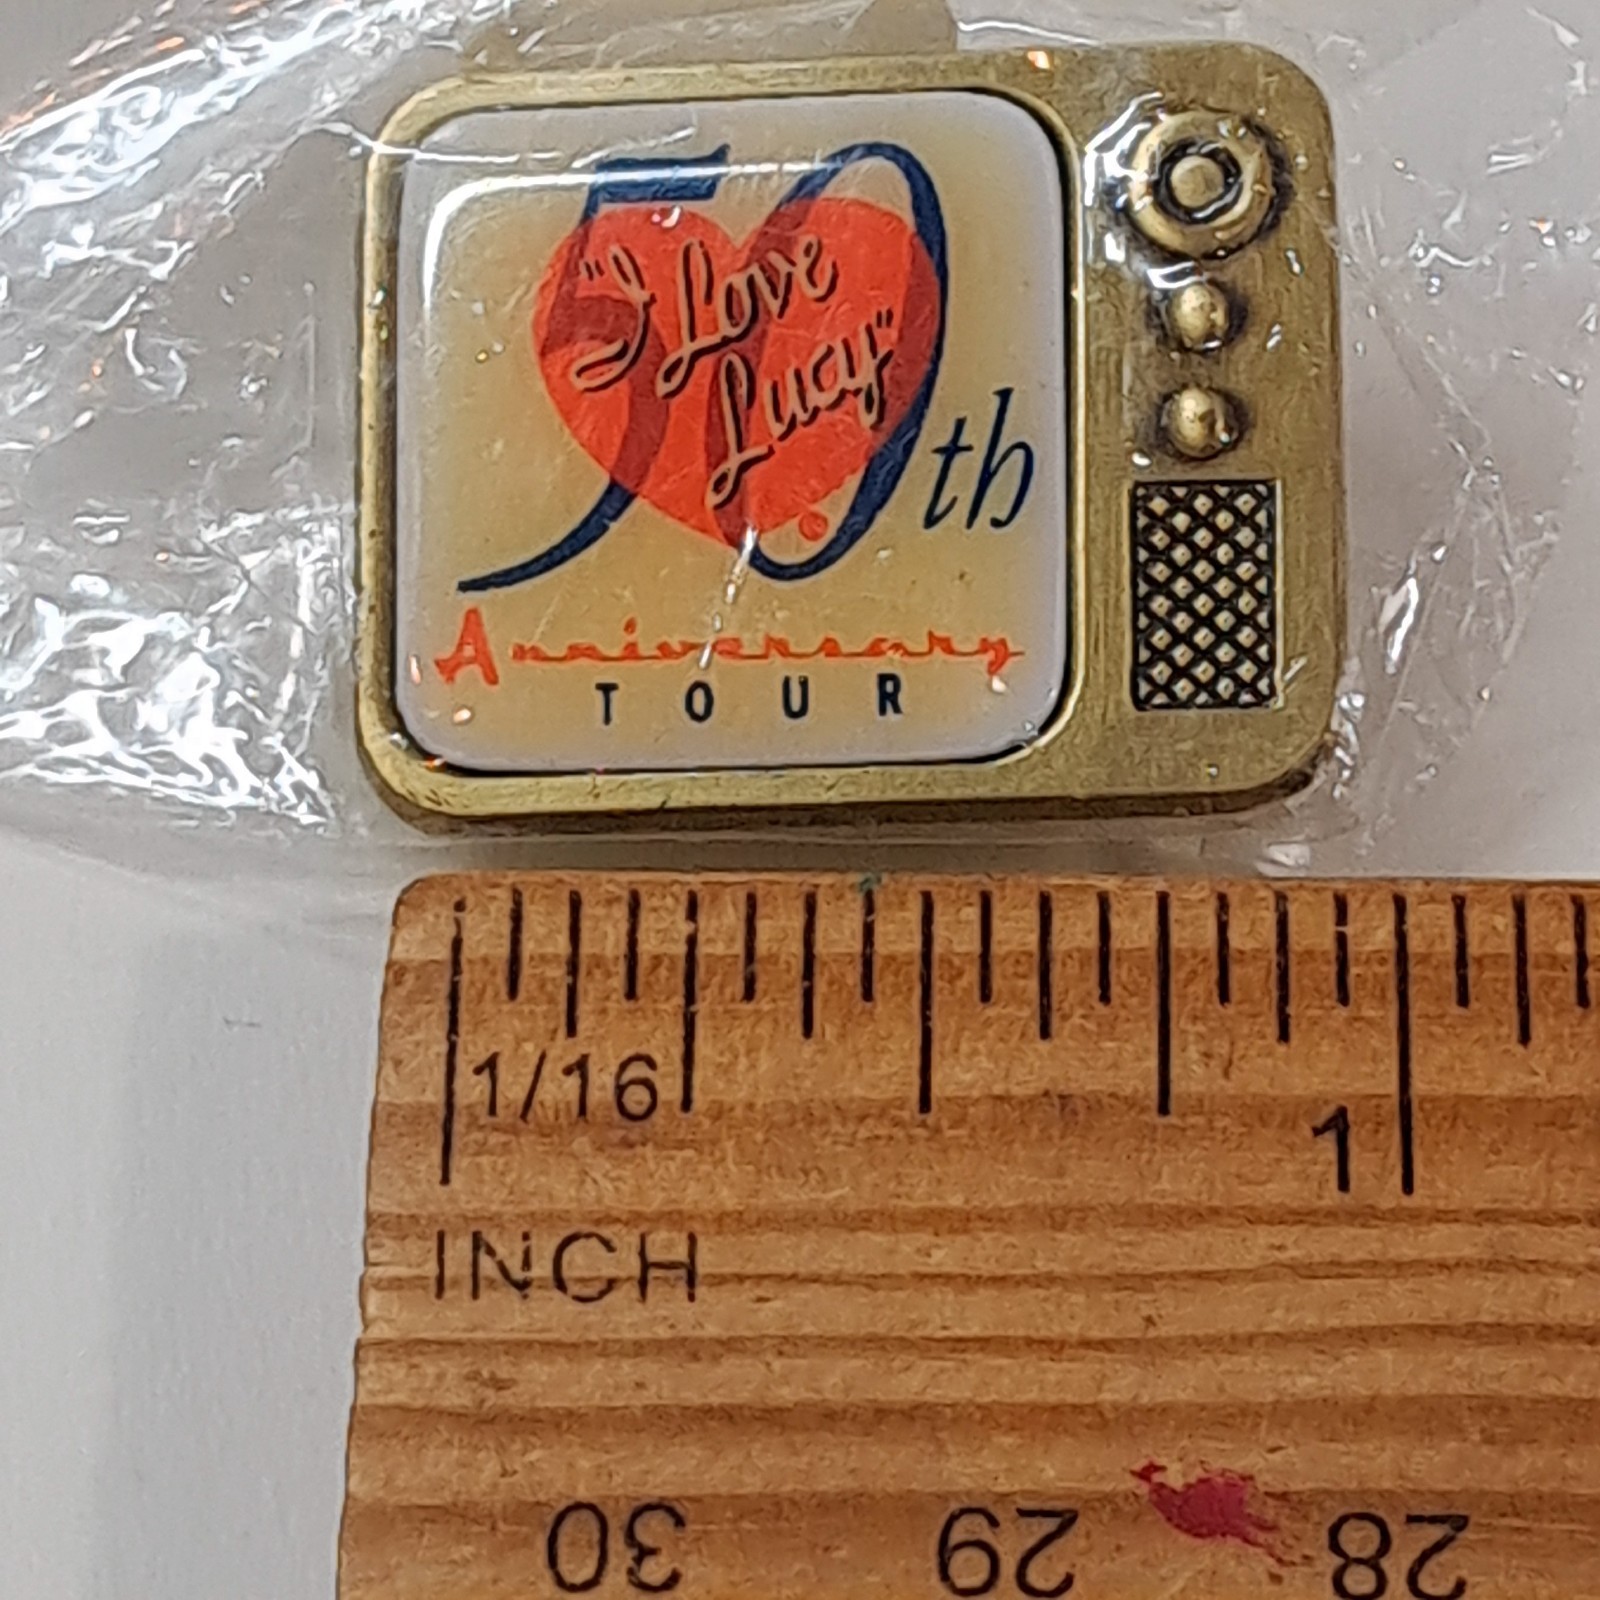 50th
"I Love
Lucy"
Anniversary
TOUR
1/16
1
INCH
30
29
28